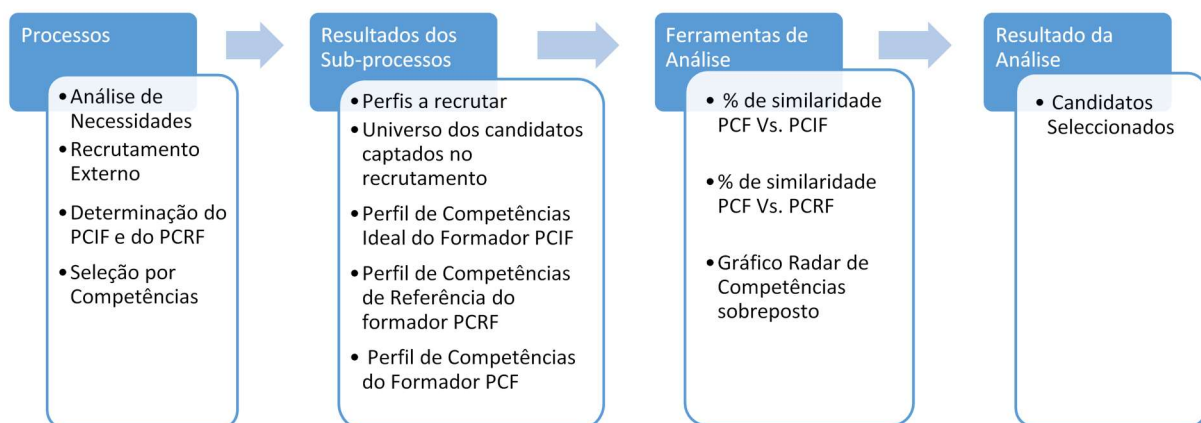 Processos
• Análise de
Necessidades
• Recrutamento
Externo
• Determinação do
PCIF e do PCRF
• Seleção por
Competências
Resultados dos
Sub-processos
• Perfis a recrutar
• Universo dos candidatos
captados no
recrutamento
• Perfil de Competências
Ideal do Formador PCIF
• Perfil de Competências
de Referência do
formador PCRF
• Perfil de Competências
do Formador PCF
Ferramentas de
Análise
• % de similaridade
PCF Vs. PCIF
• % de similaridade
PCF Vs. PCRF
• Gráfico Radar de
Competências
sobreposto
Resultado da
Análise
• Candidatos
Seleccionados